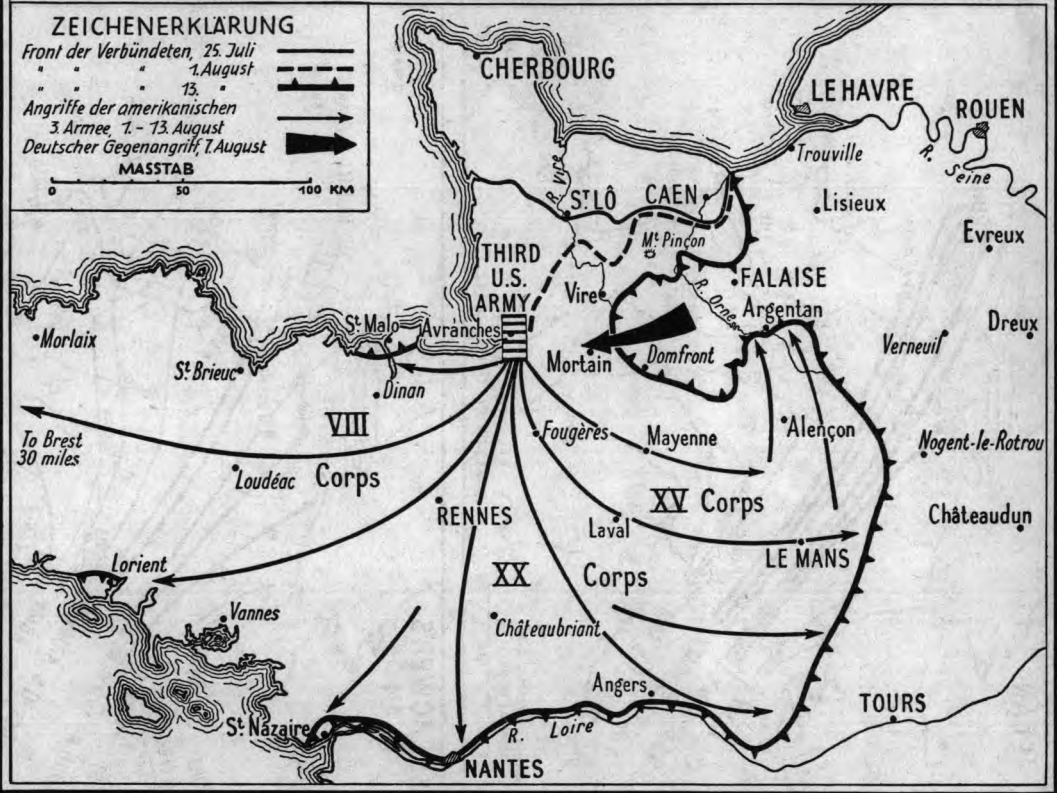 ZEICHENERKLÄRUNG
Front der Verbündeten, 25. Juli
" " " 1. August
" " " 13. "
Angriffe der amerikanischen
3. Armee, 1. - 13. August
Deutscher Gegenangriff, 7. August
MASSTAB
0 50 100 KM
CHERBOURG
LE HAVRE
ROUEN
R. Seine
Trouville
R. Vire
ST LÔ
CAEN
Lisieux
Evreux
Mt. Pinçon
THIRD
U.S.
ARMY
Vire
FALAISE
R. Orne
Argentan
Dreux
Verneuil
Morlaix
St. Malo
Avranches
Mortain
Domfront
St. Brieuc
Dinan
VIII
Corps
To Brest
30 miles
Loudéac
Fougères
Mayenne
Alençon
Nogent-le-Rotrou
RENNES
XV Corps
Laval
LE MANS
Châteaudun
Lorient
XX Corps
Vannes
Châteaubriant
Angers
TOURS
St. Nazaire
R. Loire
NANTES